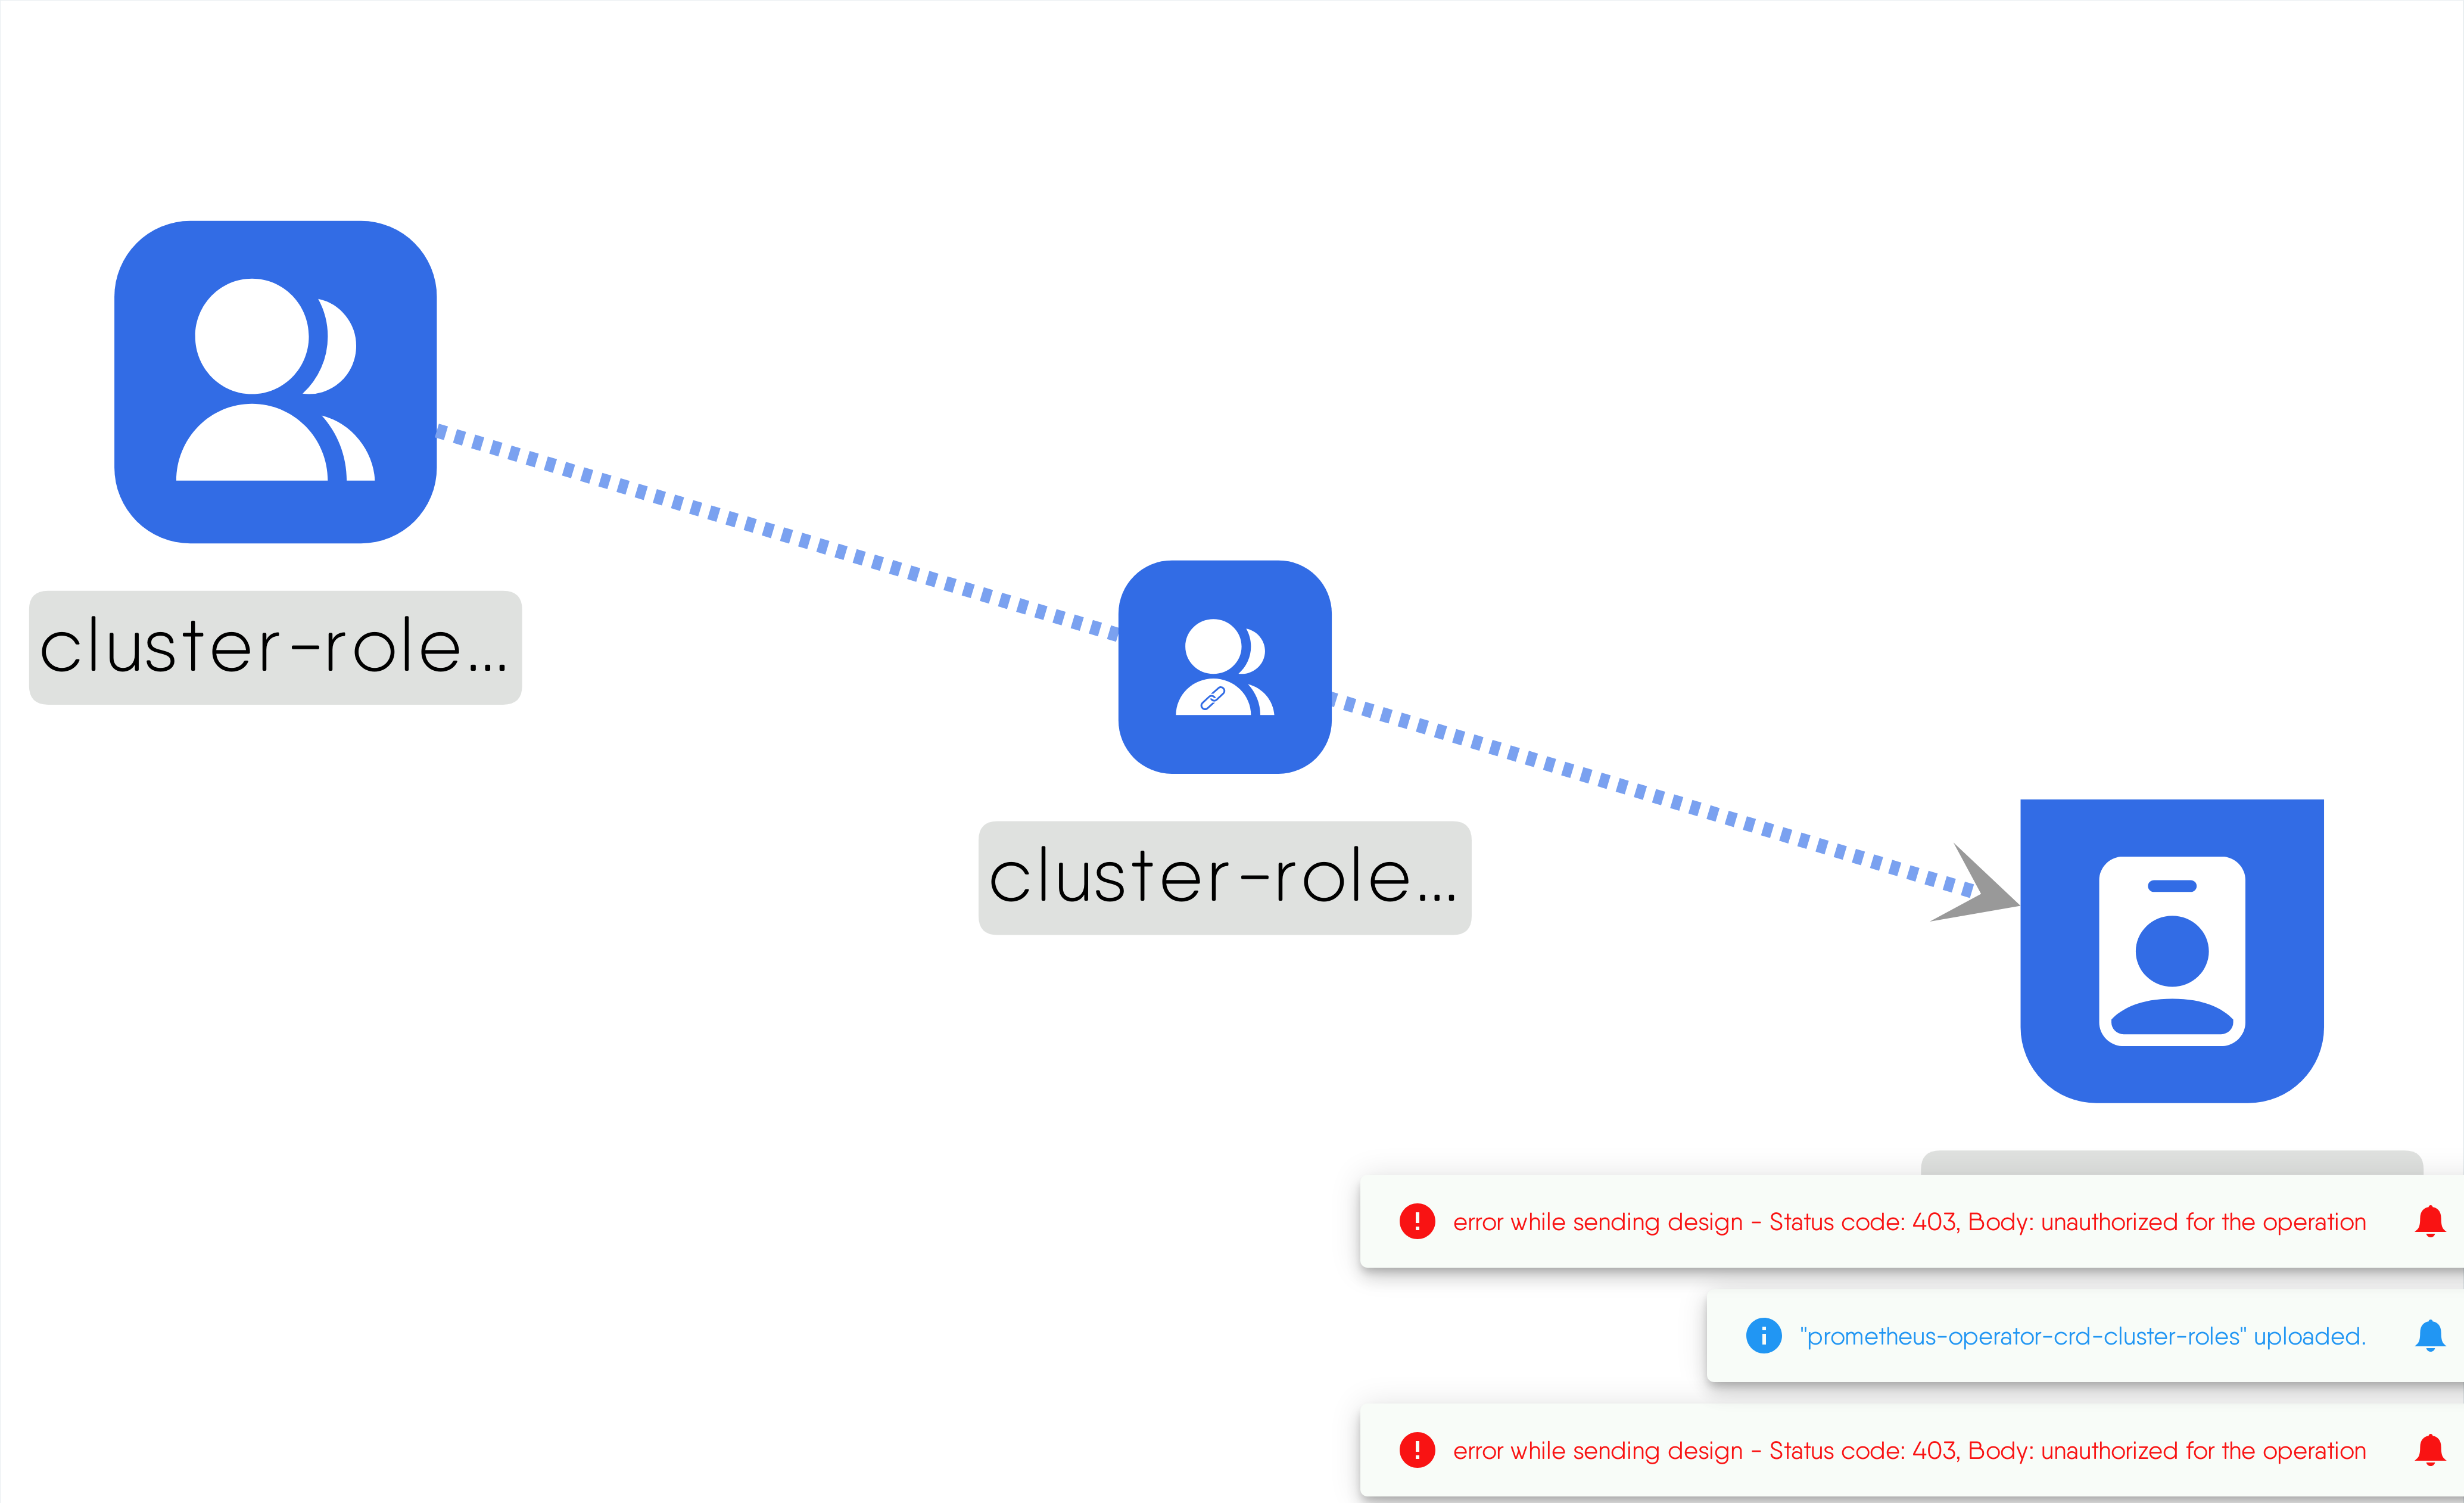 cluster-role...
cluster-role...
error while sending design - Status code: 403, Body: unauthorized for the operation
"prometheus-operator-crd-cluster-roles" uploaded.
error while sending design - Status code: 403, Body: unauthorized for the operation